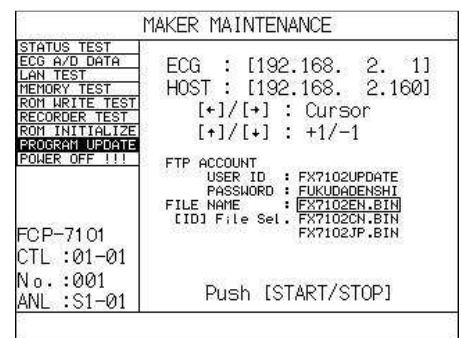 MAKER MAINTENANCE
STATUS TEST
ECG A/D DATA
LAN TEST
MEMORY TEST
ROM WRITE TEST
RECORDER TEST
ROM INITIALIZE
PROGRAM UPDATE
POWER OFF !!!
FCP-7101
CTL :01-01
No.:001
ANL :S1-01
ECG : [192.168. 2. 1]
HOST : [192.168. 2.160]
[←]/[→] : Cursor
[↑]/[↓] : +1/-1
FTP ACCOUNT
USER ID : FX7102UPDATE
PASSWORD : FUKUDADENSHI
FILE NAME : FX7102EN.BIN
[ID] File Sel. FX7102CN.BIN
FX7102JP.BIN
Push [START/STOP]